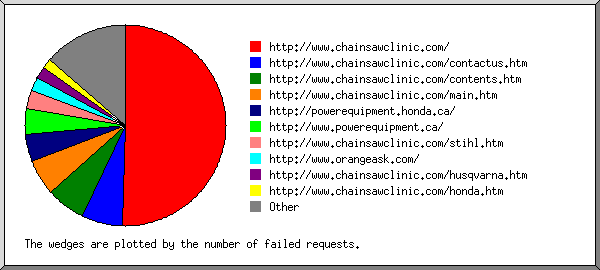 http://www.chainsawclinic.com/
http://www.chainsawclinic.com/contactus.htm
http://www.chainsawclinic.com/contents.htm
http://www.chainsawclinic.com/main.htm
http://powerequipment.honda.ca/
http://www.powerequipment.ca/
http://www.chainsawclinic.com/stihl.htm
http://www.orangeask.com/
http://www.chainsawclinic.com/husqvarna.htm
http://www.chainsawclinic.com/honda.htm
Other
The wedges are plotted by the number of failed requests.